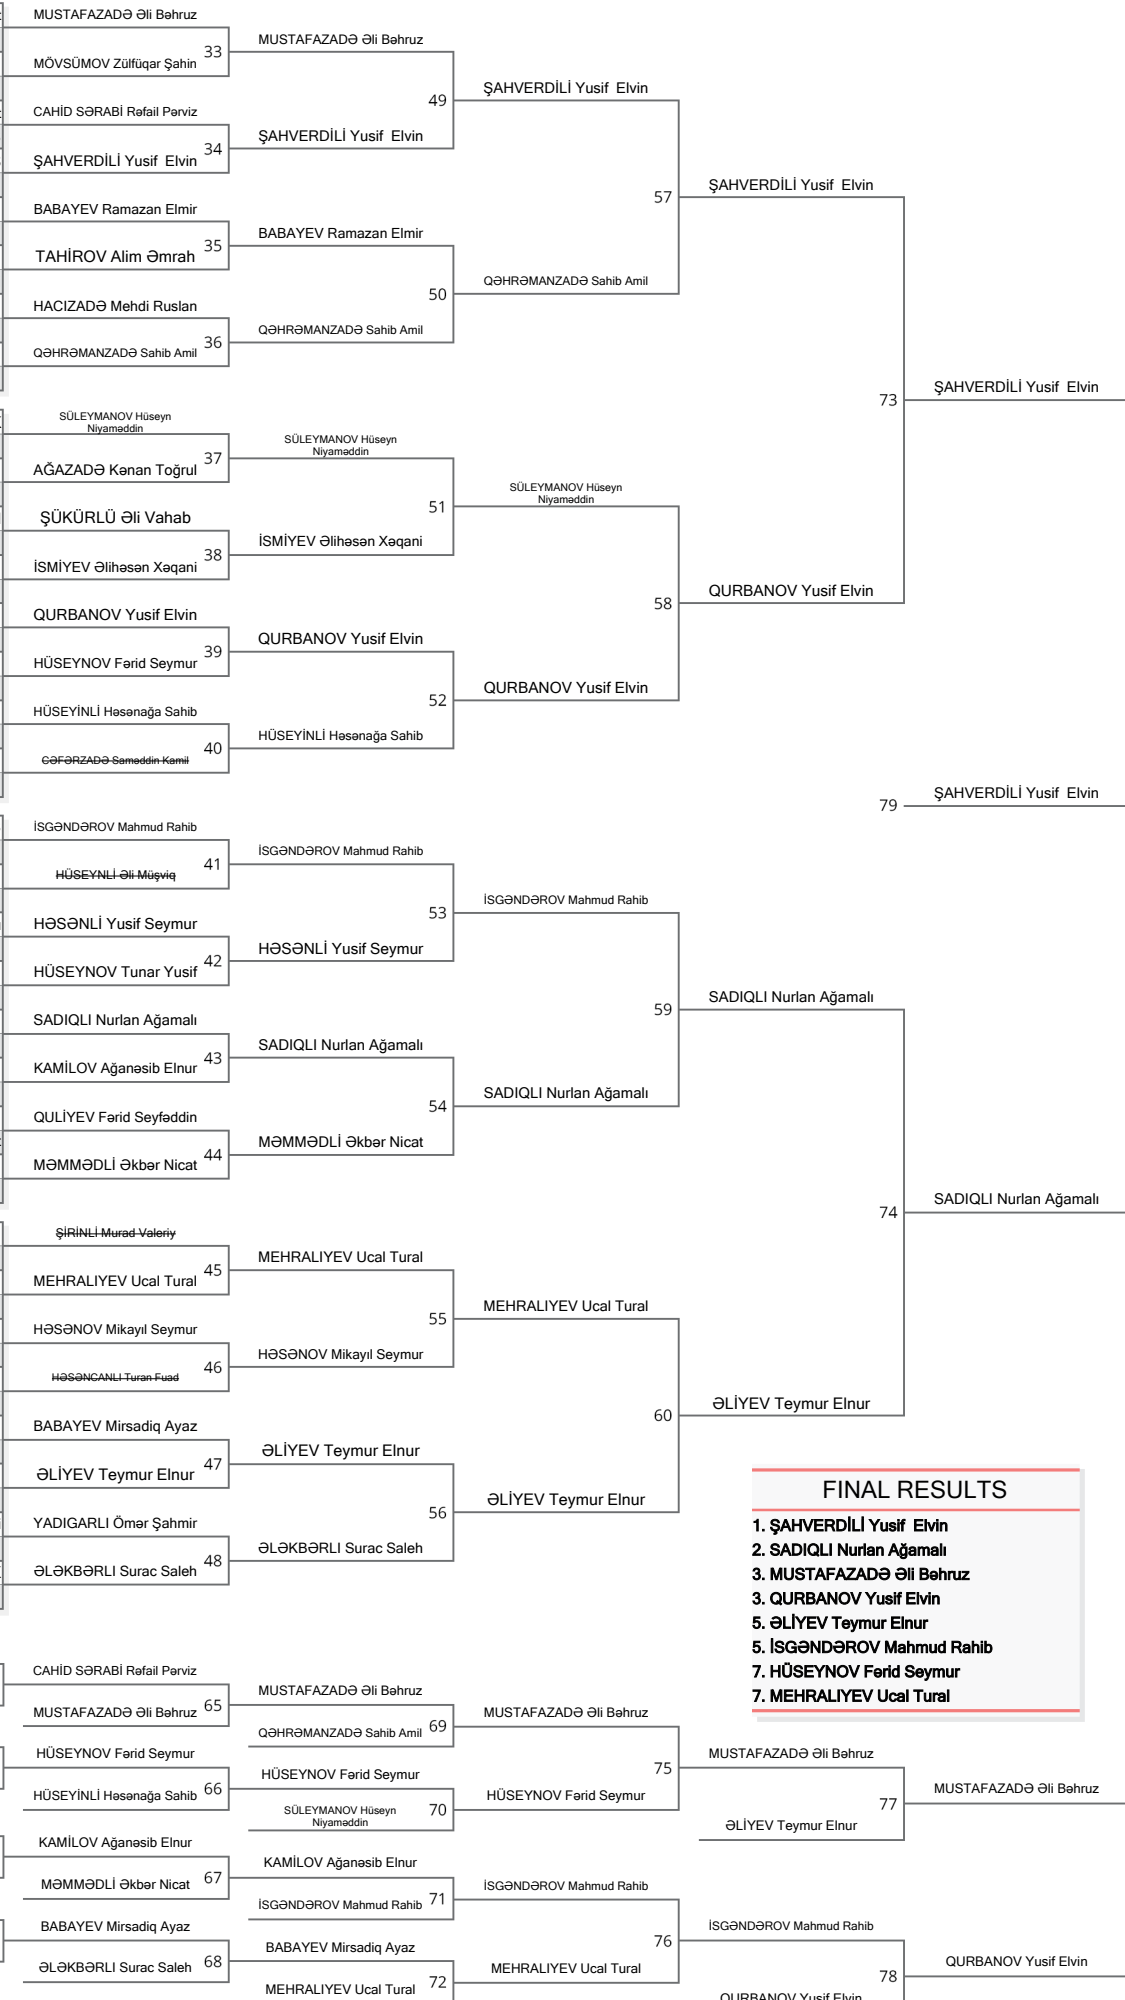 MUSTAFAZADƏ Əli Bəhruz
33
MÖVSÜMOV Zülfüqar Şahin
MUSTAFAZADƏ Əli Bəhruz
49
ŞAHVERDİLİ Yusif  Elvin
CAHİD SƏRABİ Rəfail Pərviz
34
ŞAHVERDİLİ Yusif  Elvin
ŞAHVERDİLİ Yusif  Elvin
57
ŞAHVERDİLİ Yusif  Elvin
BABAYEV Ramazan Elmir
35
TAHİROV Alim Əmrah
BABAYEV Ramazan Elmir
50
QƏHRƏMANZADƏ Sahib Amil
HACIZADƏ Mehdi Ruslan
36
QƏHRƏMANZADƏ Sahib Amil
QƏHRƏMANZADƏ Sahib Amil
73
ŞAHVERDİLİ Yusif  Elvin
SÜLEYMANOV Hüseyn
Niyaməddin
37
AĞAZADƏ Kənan Toğrul
SÜLEYMANOV Hüseyn
Niyaməddin
51
SÜLEYMANOV Hüseyn
Niyaməddin
ŞÜKÜRLÜ Əli Vahab
38
İSMİYEV Əlihəsən Xəqani
İSMİYEV Əlihəsən Xəqani
58
QURBANOV Yusif Elvin
QURBANOV Yusif Elvin
39
HÜSEYNOV Fərid Seymur
QURBANOV Yusif Elvin
52
QURBANOV Yusif Elvin
HÜSEYİNLİ Həsənağa Sahib
40
CƏFƏRZADƏ Səməddin Kamil
HÜSEYİNLİ Həsənağa Sahib
79
ŞAHVERDİLİ Yusif  Elvin
İSGƏNDƏROV Mahmud Rahib
41
HÜSEYNLİ Əli Müşviq
İSGƏNDƏROV Mahmud Rahib
53
İSGƏNDƏROV Mahmud Rahib
HƏSƏNLİ Yusif Seymur
42
HÜSEYNOV Tunar Yusif
HƏSƏNLİ Yusif Seymur
59
SADIQLI Nurlan Ağamalı
SADIQLI Nurlan Ağamalı
43
KAMİLOV Ağanəsib Elnur
SADIQLI Nurlan Ağamalı
54
SADIQLI Nurlan Ağamalı
QULİYEV Fərid Seyfəddin
44
MƏMMƏDLİ Əkbər Nicat
MƏMMƏDLİ Əkbər Nicat
74
SADIQLI Nurlan Ağamalı
ŞİRİNLİ Murad Valeriy
45
MEHRALIYEV Ucal Tural
MEHRALIYEV Ucal Tural
55
MEHRALIYEV Ucal Tural
HƏSƏNOV Mikayıl Seymur
46
HƏSƏNCANLI Turan Fuad
HƏSƏNOV Mikayıl Seymur
60
ƏLİYEV Teymur Elnur
BABAYEV Mirsadiq Ayaz
47
ƏLİYEV Teymur Elnur
ƏLİYEV Teymur Elnur
56
ƏLİYEV Teymur Elnur
YADIGARLI Ömər Şahmir
48
ƏLƏKBƏRLI Surac Saleh
ƏLƏKBƏRLI Surac Saleh
FINAL RESULTS
1. ŞAHVERDİLİ Yusif  Elvin
2. SADIQLI Nurlan Ağamalı
3. MUSTAFAZADƏ Əli Bəhruz
3. QURBANOV Yusif Elvin
5. ƏLİYEV Teymur Elnur
5. İSGƏNDƏROV Mahmud Rahib
7. HÜSEYNOV Fərid Seymur
7. MEHRALIYEV Ucal Tural
CAHİD SƏRABİ Rəfail Pərviz
65
MUSTAFAZADƏ Əli Bəhruz
MUSTAFAZADƏ Əli Bəhruz
69
QƏHRƏMANZADƏ Sahib Amil
MUSTAFAZADƏ Əli Bəhruz
HÜSEYNOV Fərid Seymur
66
HÜSEYİNLİ Həsənağa Sahib
HÜSEYNOV Fərid Seymur
70
SÜLEYMANOV Hüseyn
Niyaməddin
HÜSEYNOV Fərid Seymur
75
MUSTAFAZADƏ Əli Bəhruz
77
ƏLİYEV Teymur Elnur
MUSTAFAZADƏ Əli Bəhruz
KAMİLOV Ağanəsib Elnur
67
MƏMMƏDLİ Əkbər Nicat
KAMİLOV Ağanəsib Elnur
71
İSGƏNDƏROV Mahmud Rahib
İSGƏNDƏROV Mahmud Rahib
BABAYEV Mirsadiq Ayaz
68
ƏLƏKBƏRLI Surac Saleh
BABAYEV Mirsadiq Ayaz
72
MEHRALIYEV Ucal Tural
MEHRALIYEV Ucal Tural
76
İSGƏNDƏROV Mahmud Rahib
78
QURBANOV Yusif Elvin
QURBANOV Yusif Elvin